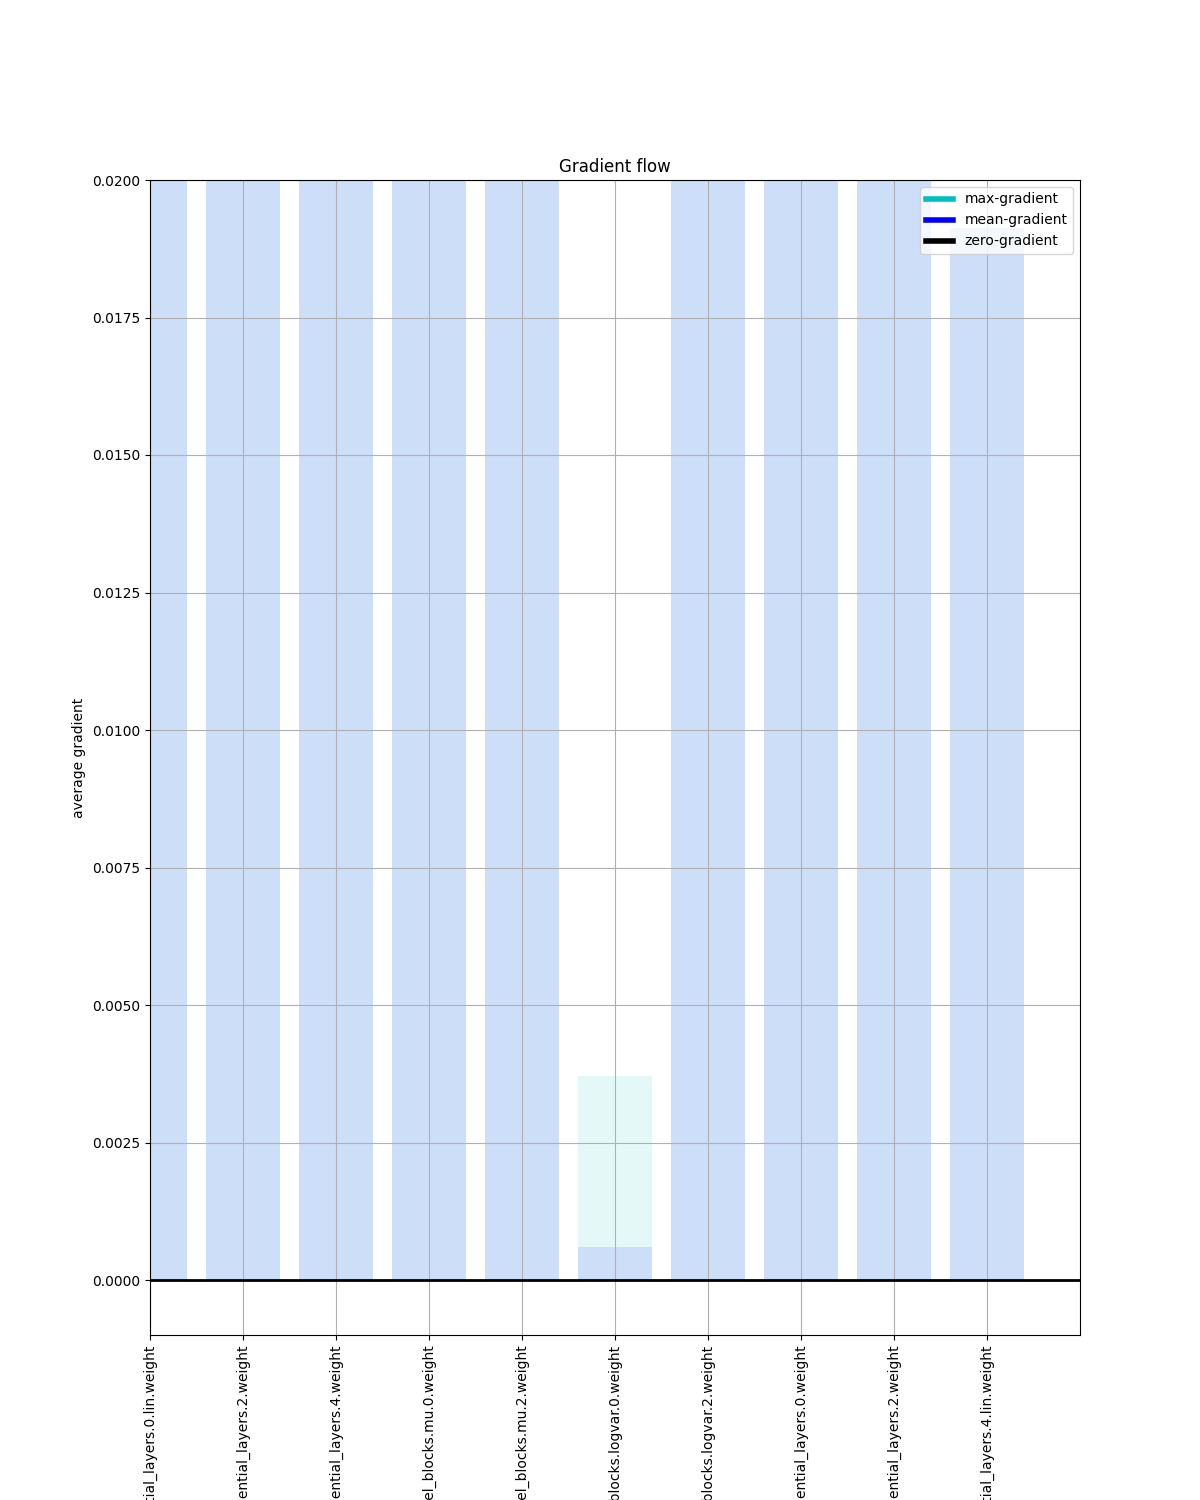 Gradient flow
max-gradient
mean-gradient
zero-gradient
average gradient
0.0200
0.0175
0.0150
0.0125
0.0100
0.0075
0.0050
0.0025
0.0000
tial_layers.0.lin.weight
ential_layers.2.weight
ential_layers.4.weight
el_blocks.mu.0.weight
el_blocks.mu.2.weight
blocks.logvar.0.weight
blocks.logvar.2.weight
ential_layers.0.weight
ential_layers.2.weight
tial_layers.4.lin.weight